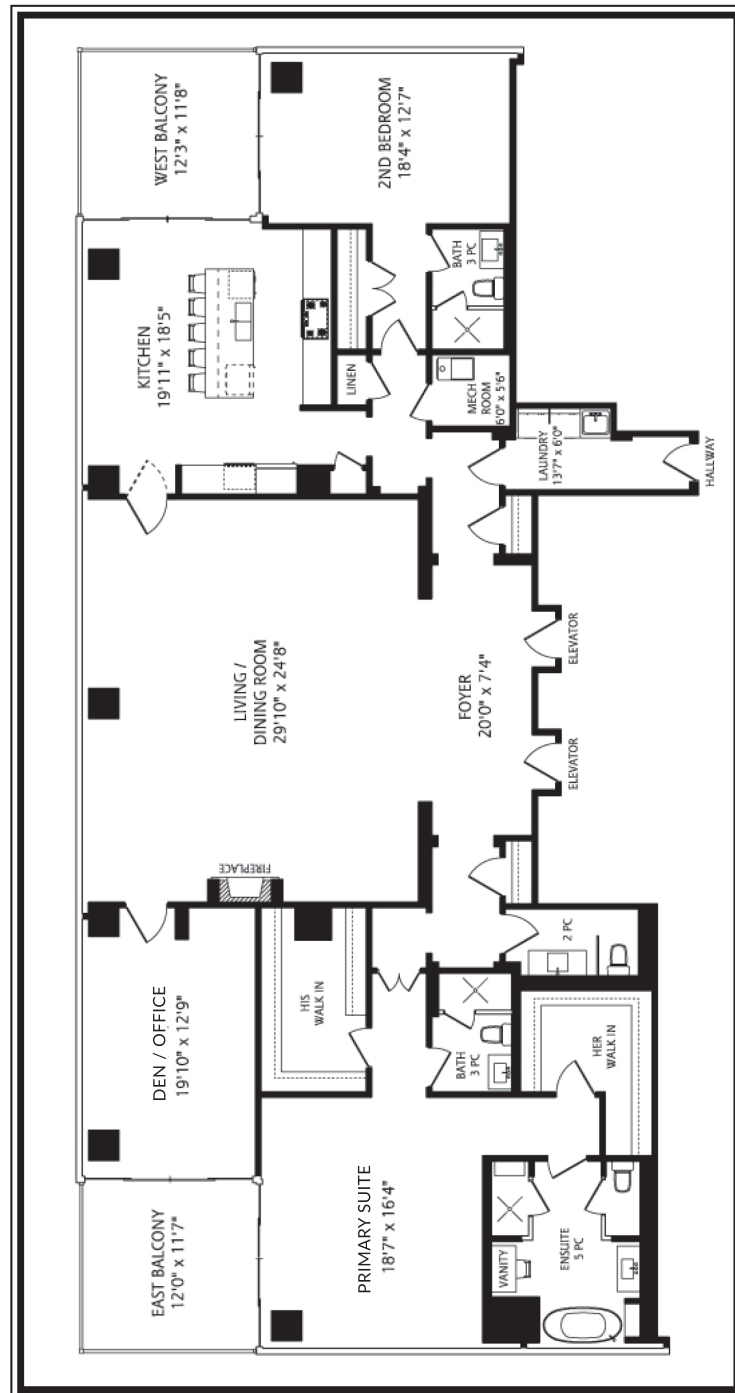 WEST BALCONY
12'3" x 11'8"
2ND BEDROOM
18'4" x 12'7"
KITCHEN
19'11" x 18'5"
BATH
3 PC
LINEN
MECH
ROOM
6'0" x 5'6"
LAUNDRY
13'7" x 6'0"
HALLWAY
LIVING /
DINING ROOM
29'10" x 24'8"
FOYER
20'0" x 7'4"
ELEVATOR
ELEVATOR
FIREPLACE
DEN / OFFICE
19'10" x 12'9"
HIS
WALK IN
2 PC
BATH
3 PC
HER
WALK IN
EAST BALCONY
12'0" x 11'7"
PRIMARY SUITE
18'7" x 16'4"
VANITY
ENSUITE
5 PC